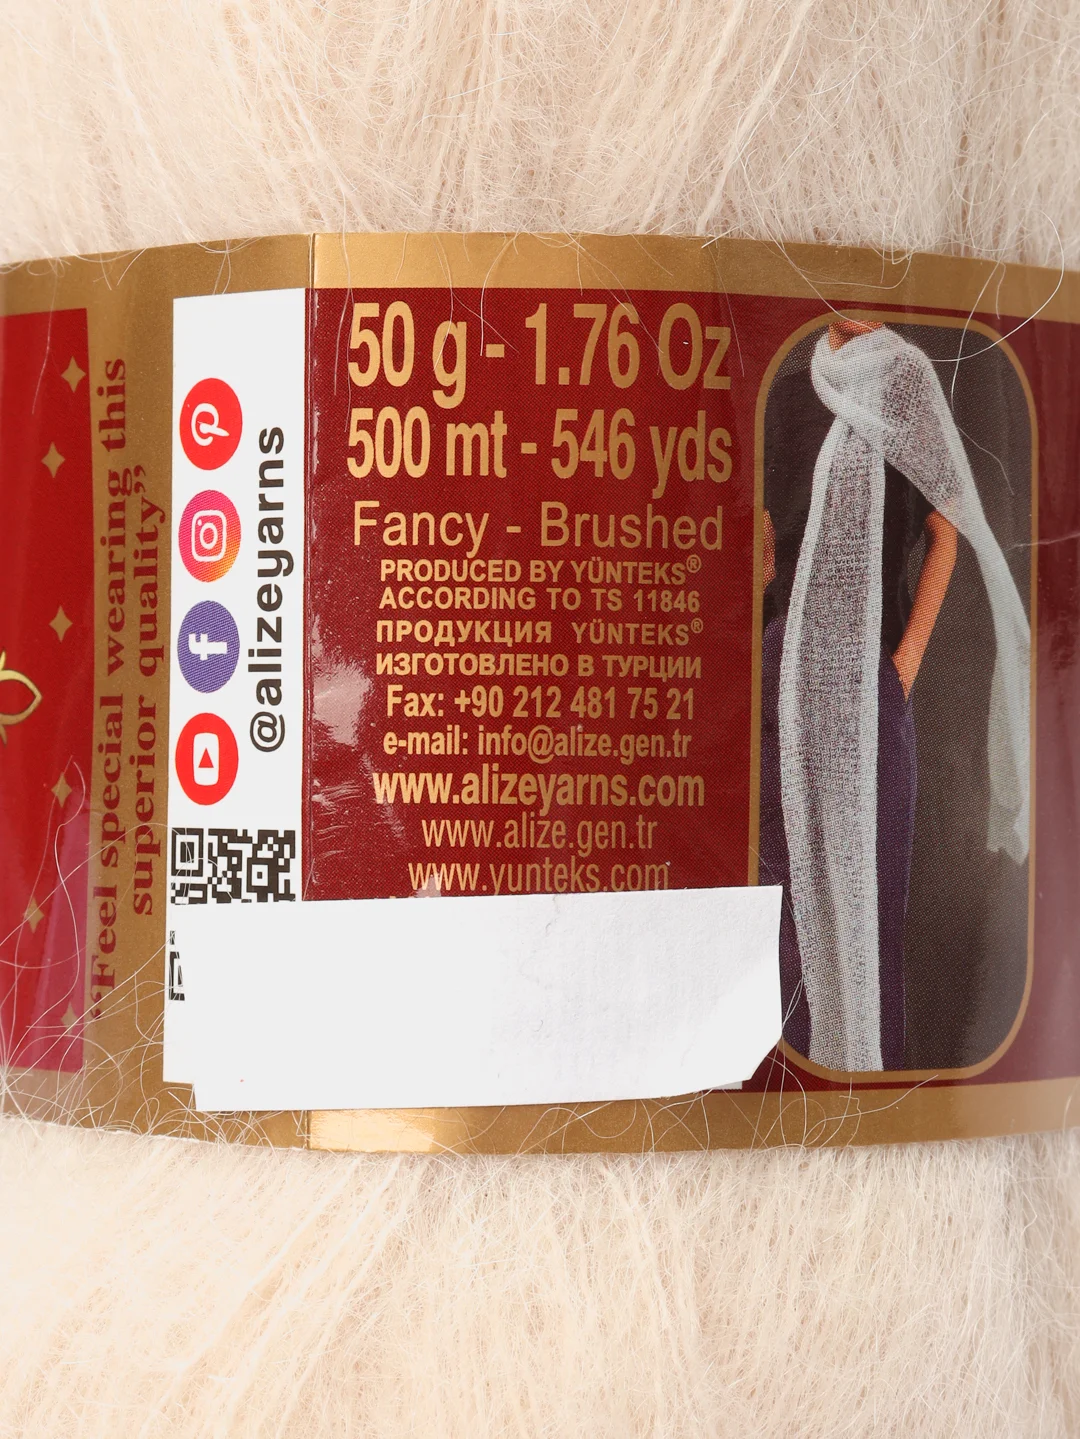 “Feel special wearing this
superior quality”
@alizeyarns
50 g - 1.76 Oz
500 mt - 546 yds
Fancy - Brushed
PRODUCED BY YÜNTEKS®
ACCORDING TO TS 11846
ПРОДУКЦИЯ YÜNTEKS®
ИЗГОТОВЛЕНО В ТУРЦИИ
Fax: +90 212 481 75 21
e-mail: info@alize.gen.tr
www.alizeyarns.com
www.alize.gen.tr
www.yunteks.com